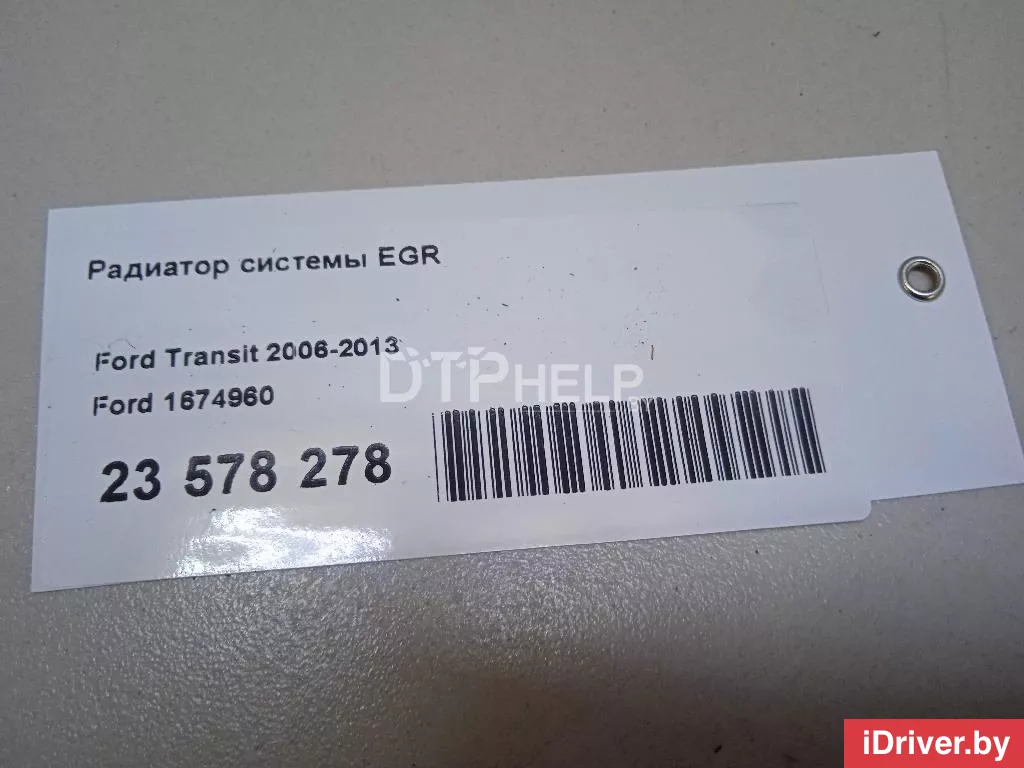 Радиатор системы EGR
Ford Transit 2006-2013
Ford 1674960
DTPHELP
23 578 278
iDriver.by